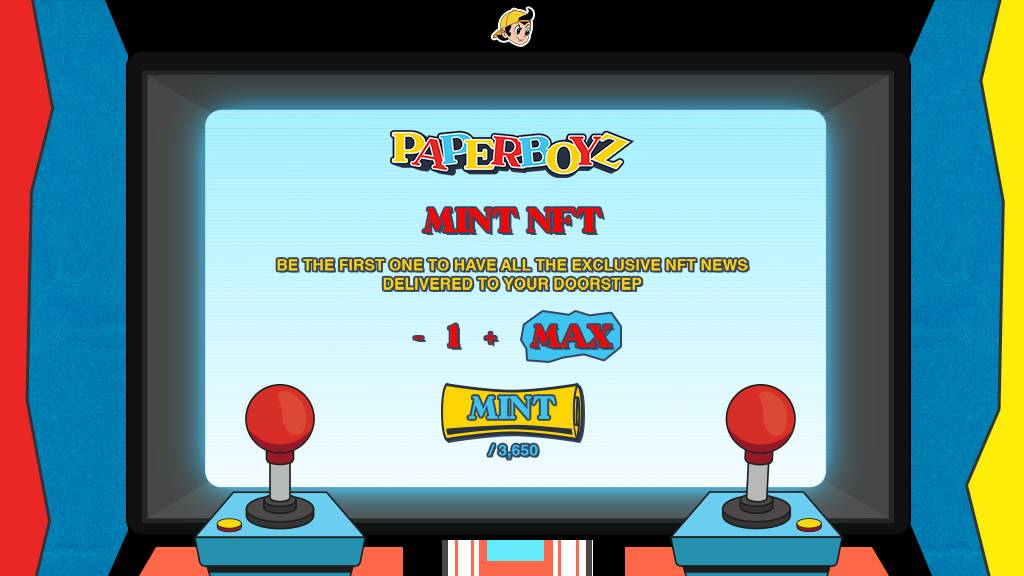 PAPERBOYZ
MINT NFT
BE THE FIRST ONE TO HAVE ALL THE EXCLUSIVE NFT NEWS
DELIVERED TO YOUR DOORSTEP
- 1 + MAX
MINT
/ 3,650